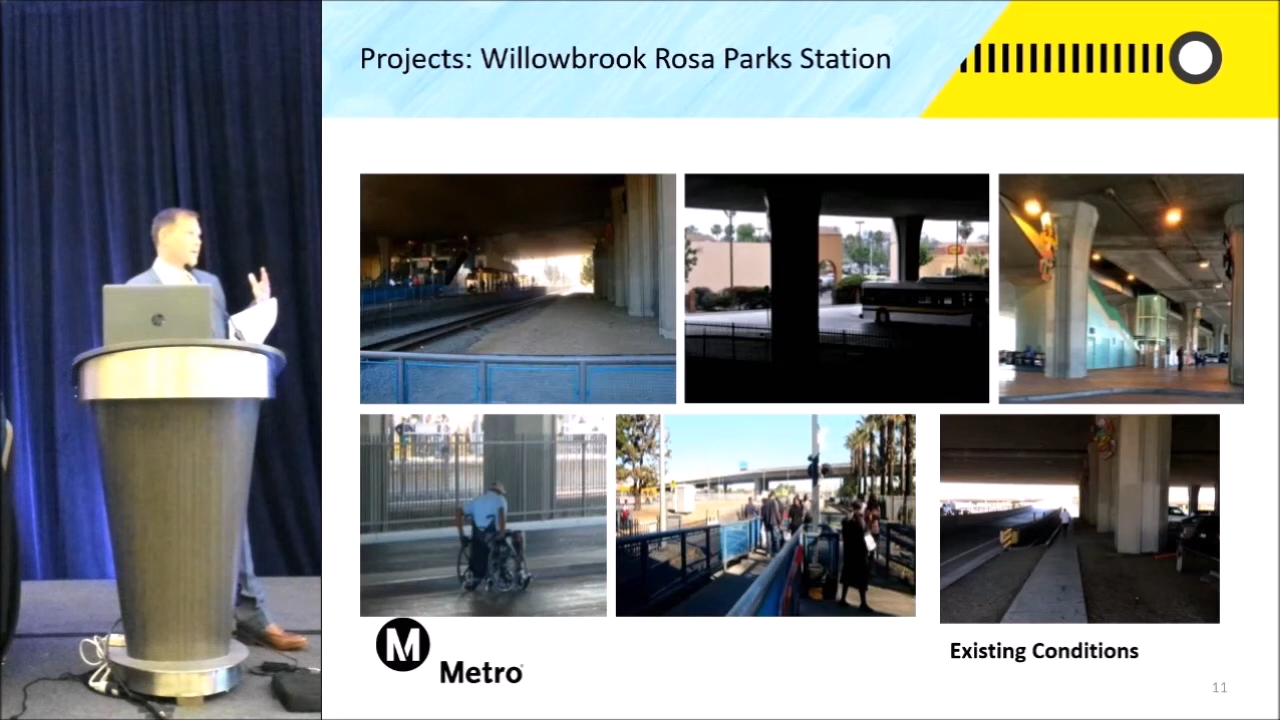 Projects: Willowbrook Rosa Parks Station
M
Metro
Existing Conditions
11